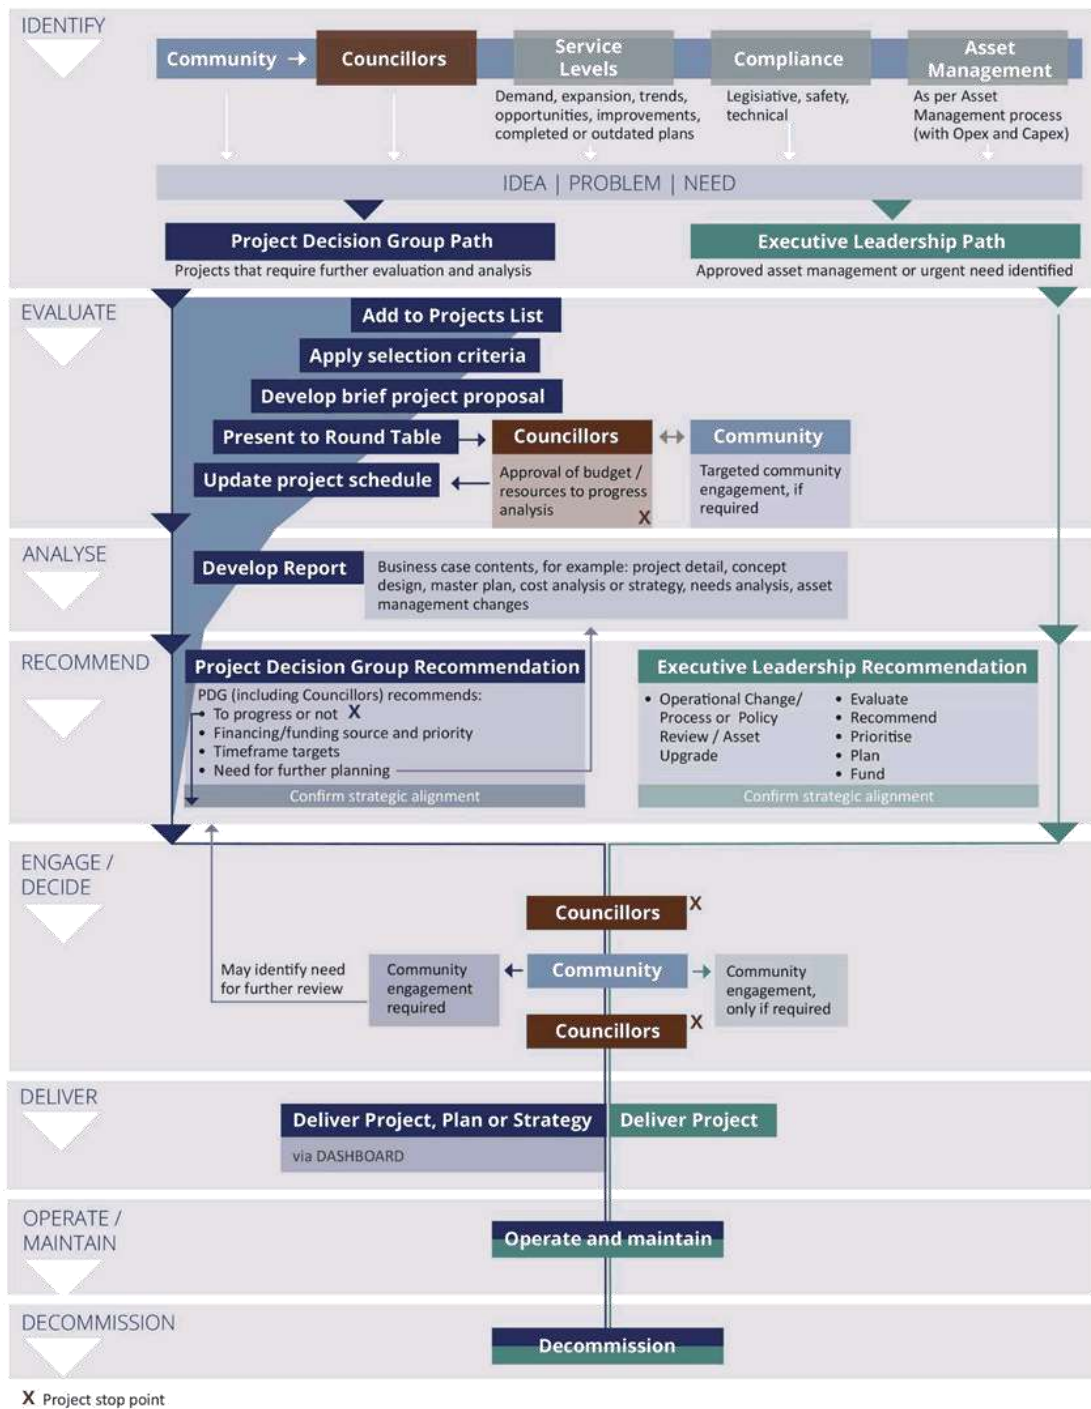 IDENTIFY
Community →
Councillors
Service
Levels
Compliance
Asset
Management
Demand, expansion, trends,
opportunities, improvements,
completed or outdated plans
Legislative, safety,
technical
As per Asset
Management process
(with Opex and Capex)
IDEA | PROBLEM | NEED
Project Decision Group Path
Projects that require further evaluation and analysis
Executive Leadership Path
Approved asset management or urgent need identified
EVALUATE
Add to Projects List
Apply selection criteria
Develop brief project proposal
Present to Round Table
Update project schedule
Councillors
Approval of budget /
resources to progress
analysis
X
Community
Targeted community
engagement, if
required
ANALYSE
Develop Report
Business case contents, for example: project detail, concept
design, master plan, cost analysis or strategy, needs analysis, asset
management changes
RECOMMEND
Project Decision Group Recommendation
PDG (including Councillors) recommends:
• To progress or not X
• Financing/funding source and priority
• Timeframe targets
• Need for further planning
Confirm strategic alignment
Executive Leadership Recommendation
• Operational Change/
Process or Policy
Review / Asset
Upgrade
• Evaluate
• Recommend
• Prioritise
• Plan
• Fund
Confirm strategic alignment
ENGAGE /
DECIDE
Councillors X
May identify need
for further review
Community
engagement
required
Community
Community
engagement,
only if required
Councillors X
DELIVER
Deliver Project, Plan or Strategy
via DASHBOARD
Deliver Project
OPERATE /
MAINTAIN
Operate and maintain
DECOMMISSION
Decommission
X Project stop point